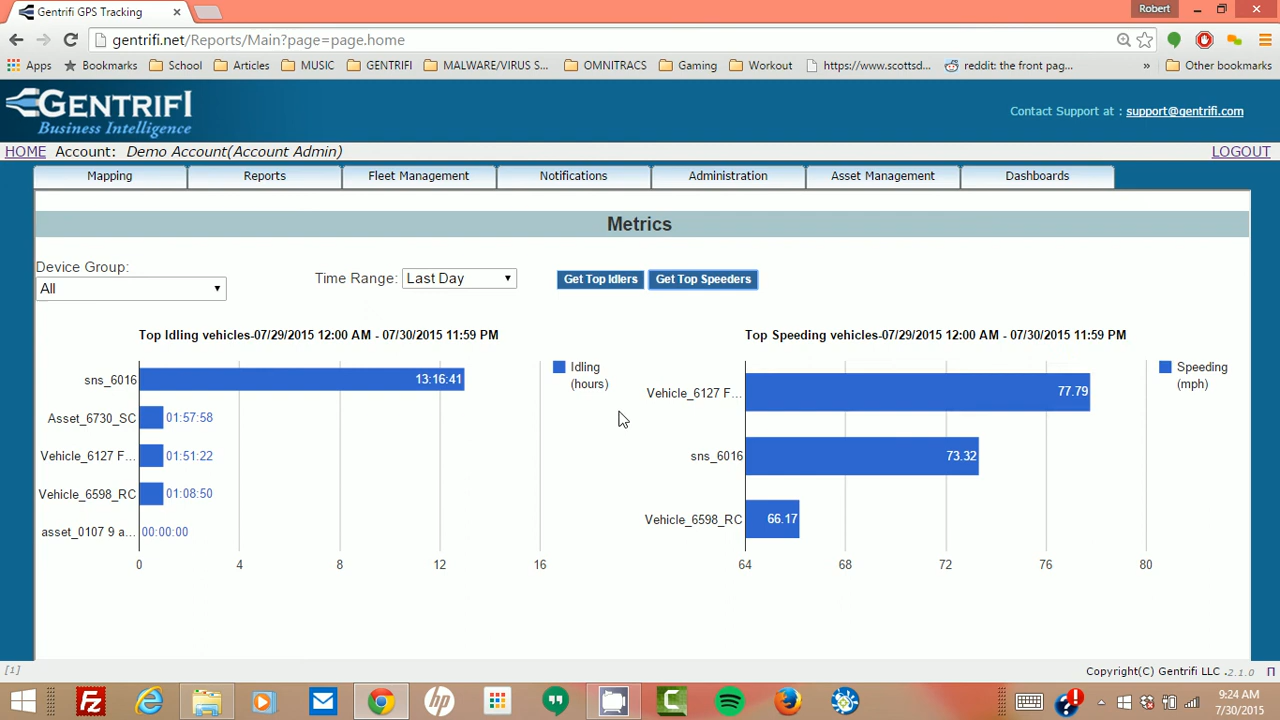 Gentrifi GPS Tracking
Robert
gentrifi.net/Reports/Main?page=page.home
Apps Bookmarks School Articles MUSIC GENTRIFI MALWARE/VIRUS S... OMNITRACS Gaming Workout https://www.scottsd... reddit: the front pag... » Other bookmarks
GENTRIFI
Business Intelligence
Contact Support at : support@gentrifi.com
HOME Account: Demo Account(Account Admin) LOGOUT
Mapping Reports Fleet Management Notifications Administration Asset Management Dashboards
Metrics
Device Group:
All
Time Range: Last Day Get Top Idlers Get Top Speeders
Top Idling vehicles-07/29/2015 12:00 AM - 07/30/2015 11:59 PM
Idling
(hours)
sns_6016 13:16:41
Asset_6730_SC 01:57:58
Vehicle_6127 F... 01:51:22
Vehicle_6598_RC 01:08:50
asset_0107 9 a... 00:00:00
0 4 8 12 16
Top Speeding vehicles-07/29/2015 12:00 AM - 07/30/2015 11:59 PM
Speeding
(mph)
Vehicle_6127 F... 77.79
sns_6016 73.32
Vehicle_6598_RC 66.17
64 68 72 76 80
[1]
Copyright(C) Gentrifi LLC -2.1.0
9:24 AM
7/30/2015